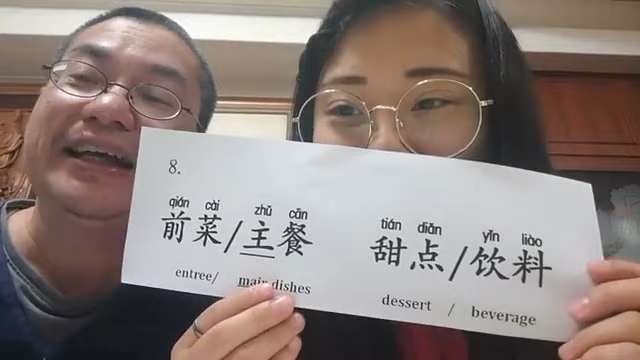 8.
qián cài zhǔ cān tián diǎn yǐn liào
前菜/主餐 甜点/饮料
entree/ main dishes dessert / beverage